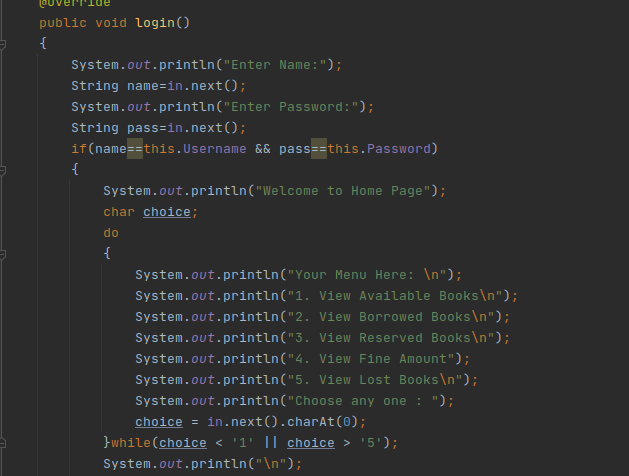 @Override
public void login()
{
System.out.println("Enter Name:");
String name=in.next();
System.out.println("Enter Password:");
String pass=in.next();
if(name==this.Username && pass==this.Password)
{
System.out.println("Welcome to Home Page");
char choice;
do
{
System.out.println("Your Menu Here: \n");
System.out.println("1. View Available Books\n");
System.out.println("2. View Borrowed Books\n");
System.out.println("3. View Reserved Books\n");
System.out.println("4. View Fine Amount");
System.out.println("5. View Lost Books\n");
System.out.println("Choose any one : ");
choice = in.next().charAt(0);
}while(choice < '1' || choice > '5');
System.out.println("\n");